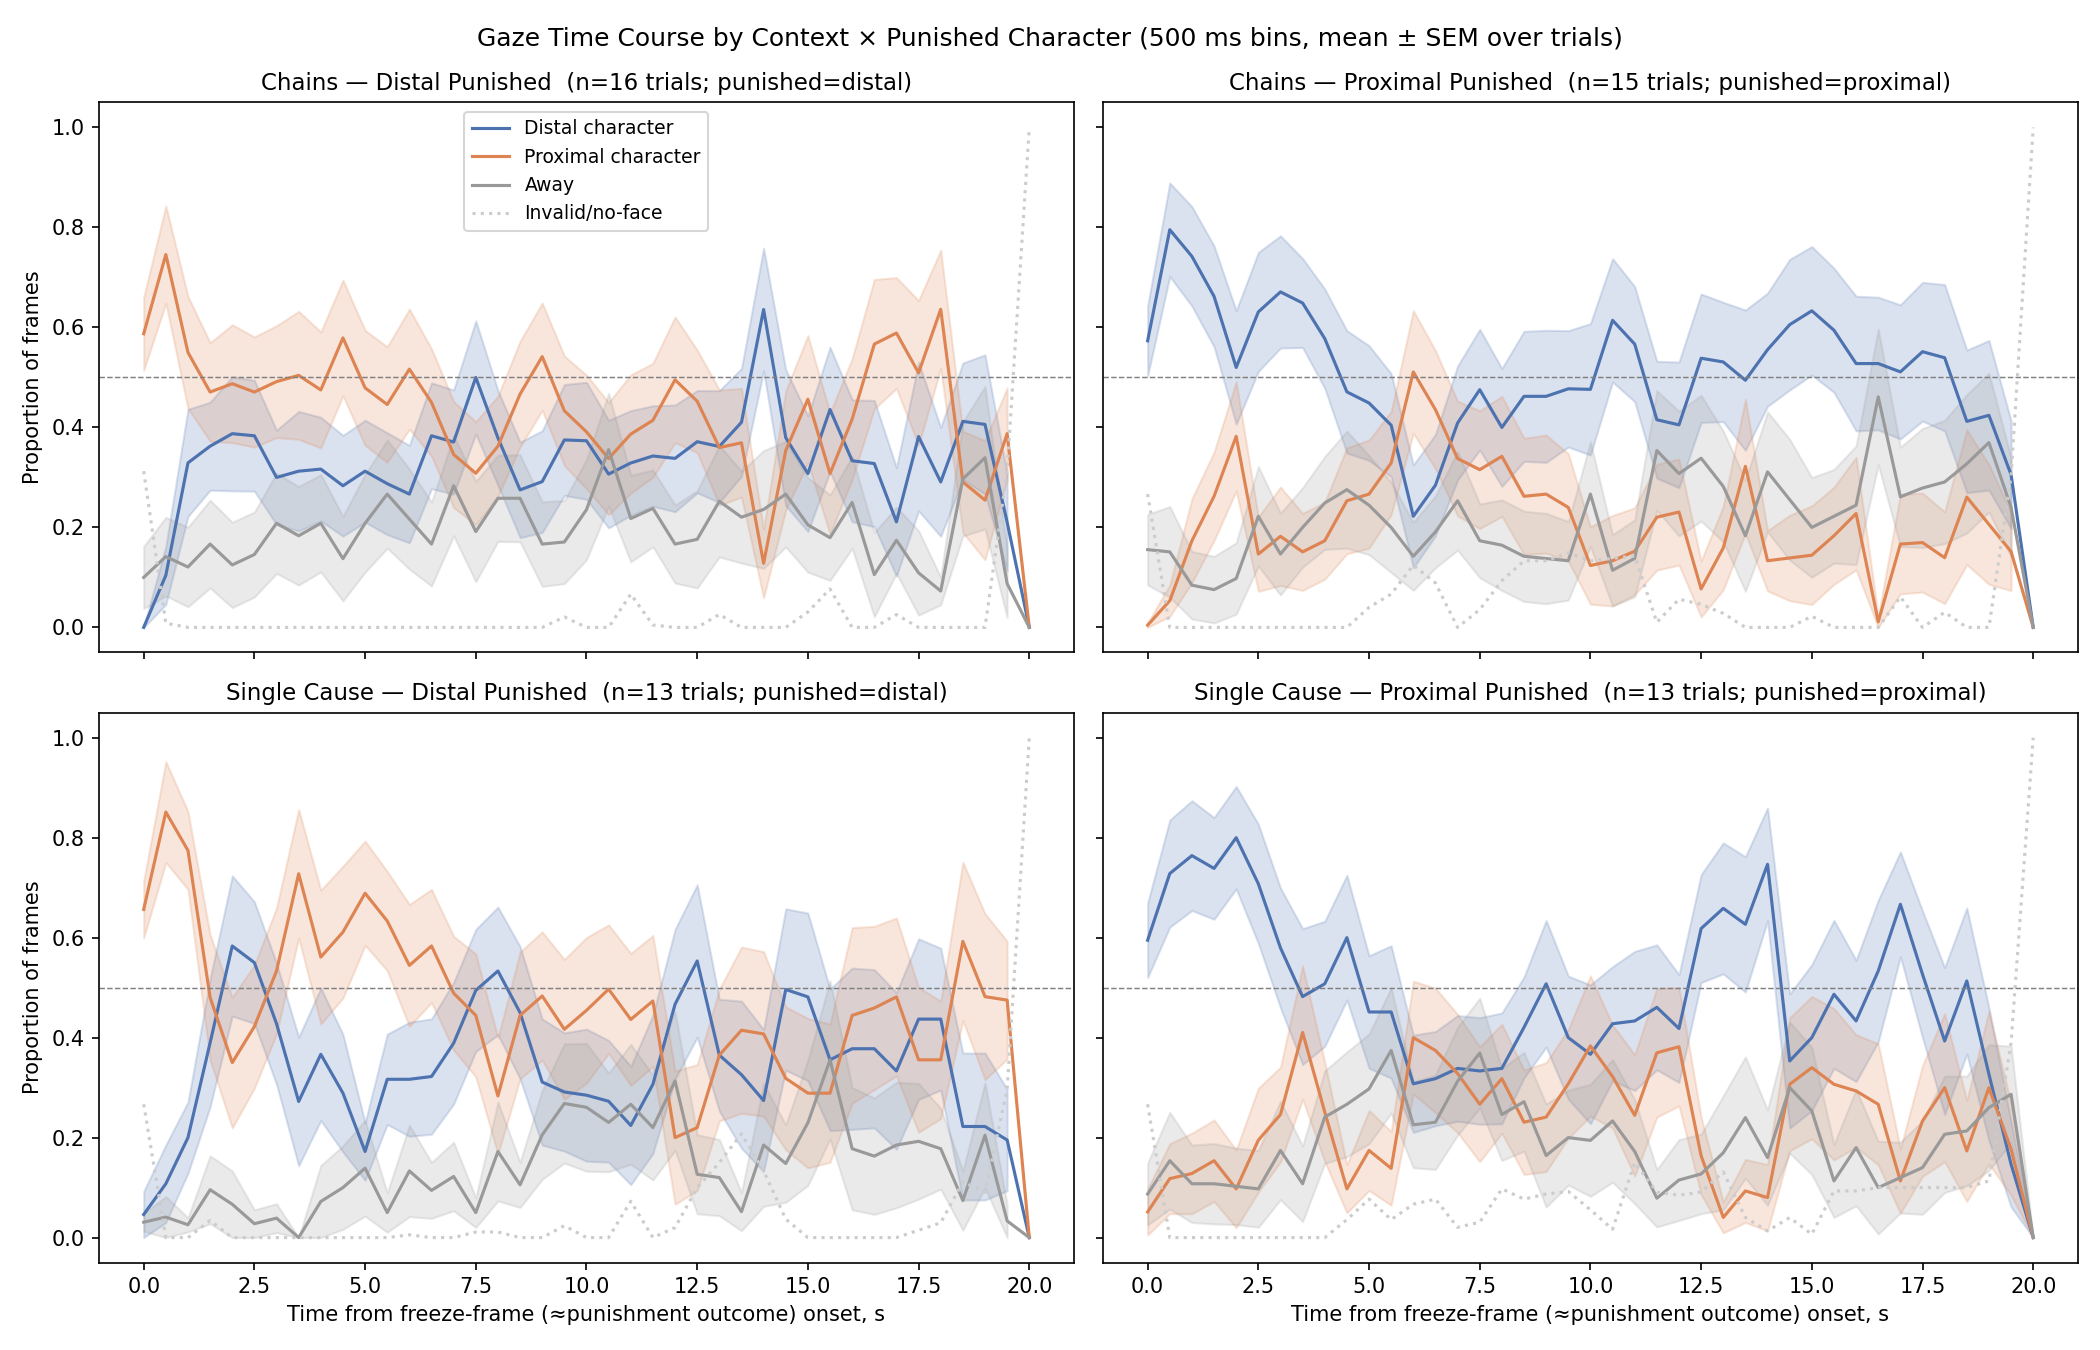 Gaze Time Course by Context × Punished Character (500 ms bins, mean ± SEM over trials)
Chains — Distal Punished  (n=16 trials; punished=distal)
Chains — Proximal Punished  (n=15 trials; punished=proximal)
Distal character
Proximal character
Away
Invalid/no-face
Proportion of frames
1.0
0.8
0.6
0.4
0.2
0.0
Single Cause — Distal Punished  (n=13 trials; punished=distal)
Single Cause — Proximal Punished  (n=13 trials; punished=proximal)
Proportion of frames
1.0
0.8
0.6
0.4
0.2
0.0
0.0 2.5 5.0 7.5 10.0 12.5 15.0 17.5 20.0
0.0 2.5 5.0 7.5 10.0 12.5 15.0 17.5 20.0
Time from freeze-frame (≈punishment outcome) onset, s
Time from freeze-frame (≈punishment outcome) onset, s